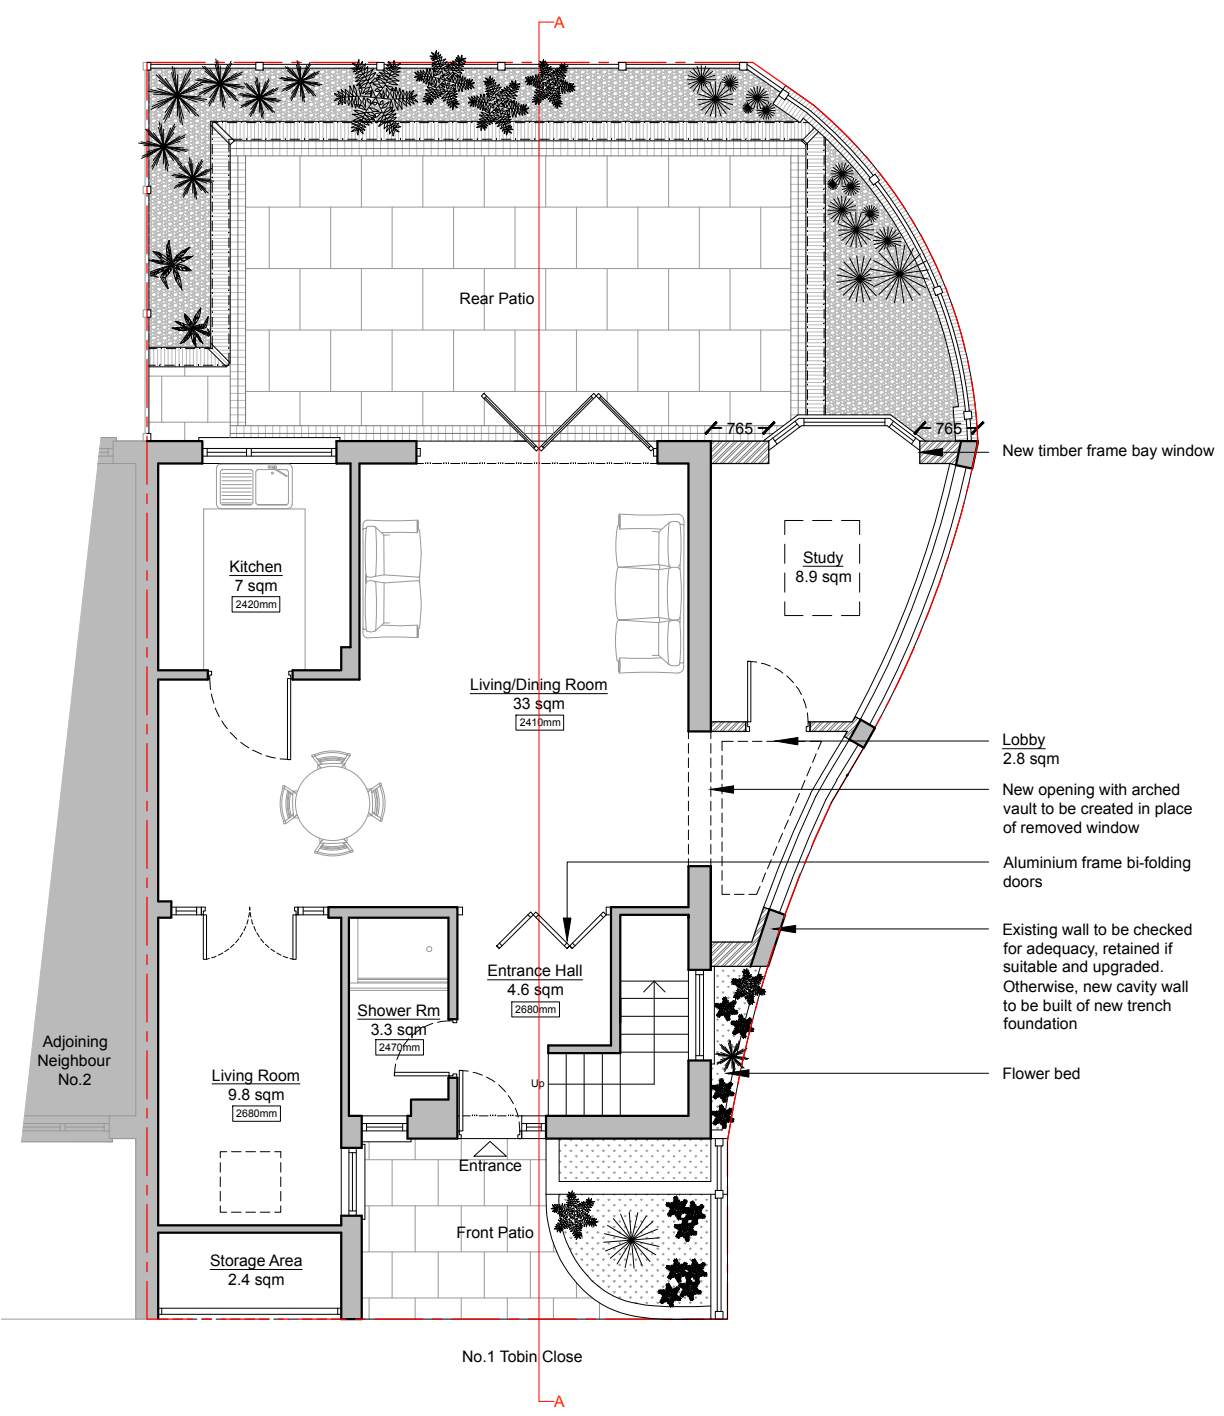 A
Rear Patio
765
765
New timber frame bay window
Kitchen
7 sqm
2420mm
Study
8.9 sqm
Living/Dining Room
33 sqm
2410mm
Lobby
2.8 sqm
New opening with arched
vault to be created in place
of removed window
Aluminium frame bi-folding
doors
Existing wall to be checked
for adequacy, retained if
suitable and upgraded.
Otherwise, new cavity wall
to be built of new trench
foundation
Entrance Hall
4.6 sqm
2680mm
Shower Rm
3.3 sqm
2470mm
Adjoining
Neighbour
No.2
Living Room
9.8 sqm
2680mm
Up
Flower bed
Entrance
Front Patio
Storage Area
2.4 sqm
No.1 Tobin Close
A